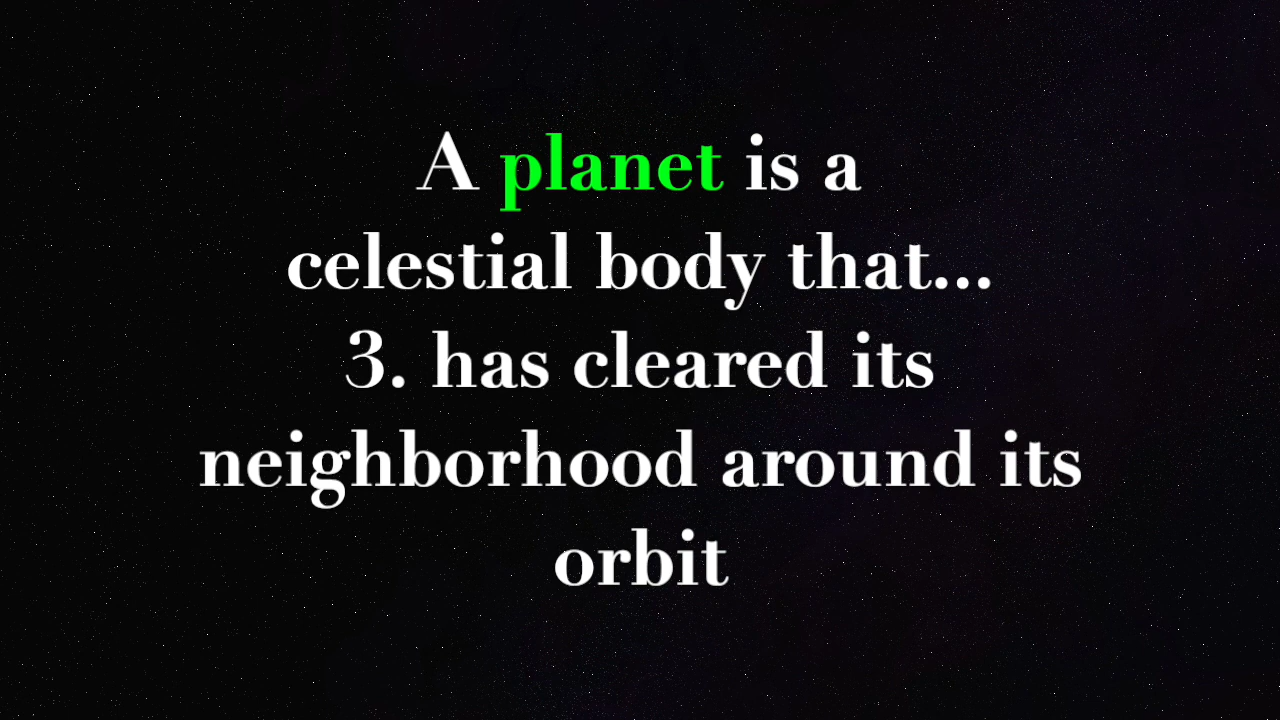 A planet is a
celestial body that...
3. has cleared its
neighborhood around its
orbit